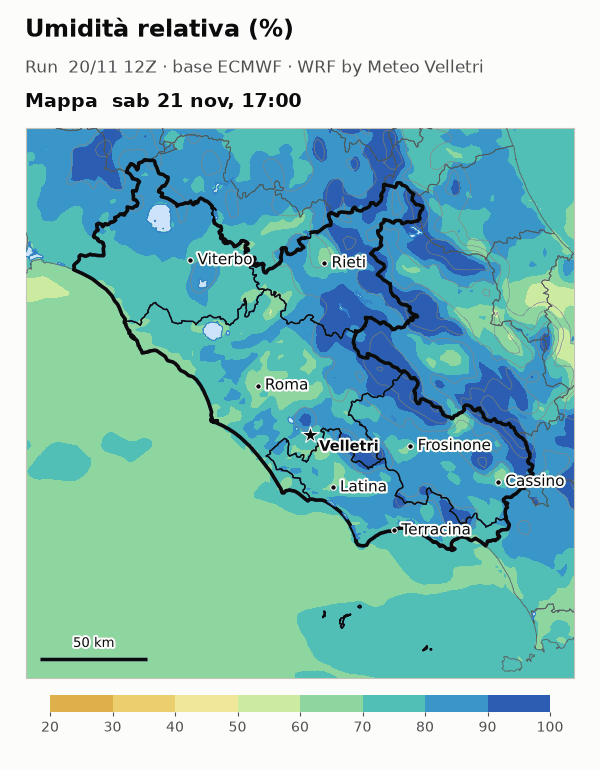 Umidità relativa (%)
Run  20/11 12Z · base ECMWF · WRF by Meteo Velletri
Mappa  sab 21 nov, 17:00
Viterbo
Rieti
Roma
Velletri
Frosinone
Cassino
Latina
Terracina
50 km
20 30 40 50 60 70 80 90 100